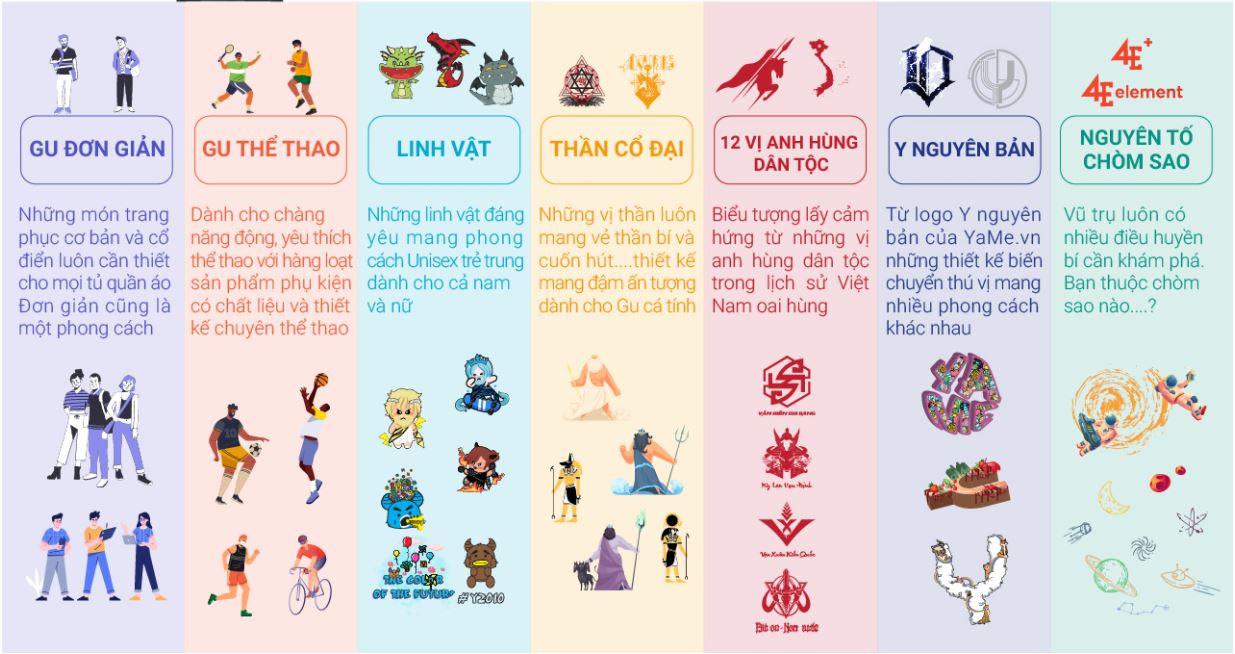 4E+
4E element
GU ĐƠN GIẢN
Những món trang
phục cơ bản và cổ
điển luôn cần thiết
cho mọi tủ quần áo
Đơn giản cũng là
một phong cách
GU THỂ THAO
Dành cho chàng
năng động, yêu thích
thể thao với hàng loạt
sản phẩm phụ kiện
có chất liệu và thiết
kế chuyên thể thao
LINH VẬT
Những linh vật đáng
yêu mang phong
cách Unisex trẻ trung
dành cho cả nam
và nữ
THE COLOR
OF THE FUTURE
#Y2010
THẦN CỔ ĐẠI
Những vị thần luôn
mang vẻ thần bí và
cuốn hút....thiết kế
mang đậm ấn tượng
dành cho Gu cá tính
12 VỊ ANH HÙNG
DÂN TỘC
Biểu tượng lấy cảm
hứng từ những vị
anh hùng dân tộc
trong lịch sử Việt
Nam oai hùng
Vạn Xuân Kiến Quốc
Y NGUYÊN BẢN
Từ logo Y nguyên
bản của YaMe.vn
những thiết kế biến
chuyển thú vị mang
nhiều phong cách
khác nhau
YA
ME
NGUYÊN TỐ
CHÒM SAO
Vũ trụ luôn có
nhiều điều huyền
bí cần khám phá.
Bạn thuộc chòm
sao nào....?